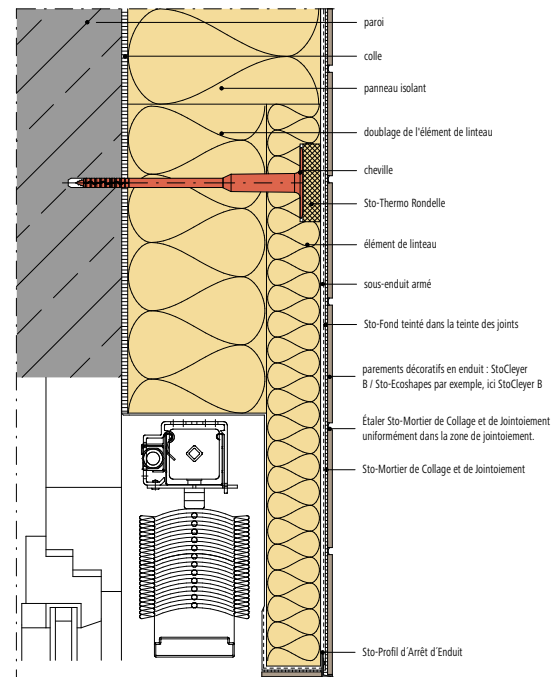 paroi
colle
panneau isolant
doublage de l'élément de linteau
cheville
Sto-Thermo Rondelle
élément de linteau
sous-enduit armé
Sto-Fond teinté dans la teinte des joints
parements décoratifs en enduit : StoCleyer
B / Sto-Ecoshapes par exemple, ici StoCleyer B
Étaler Sto-Mortier de Collage et de Jointoiement
uniformément dans la zone de jointoiement.
Sto-Mortier de Collage et de Jointoiement
Sto-Profil d´Arrêt d´Enduit